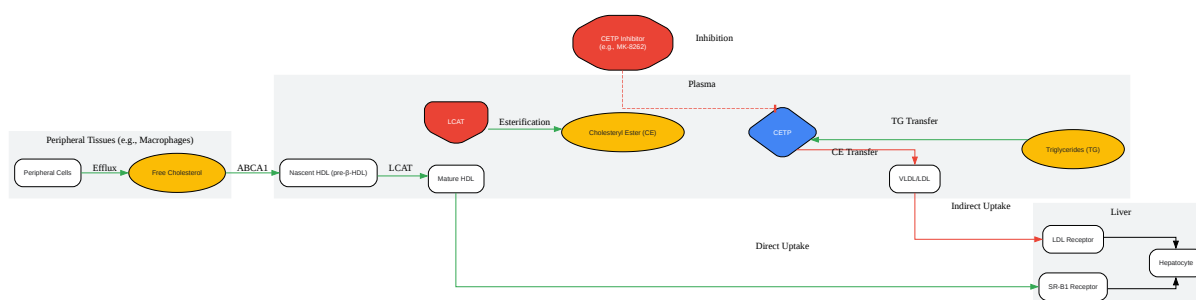 CETP Inhibitor
(e.g., MK-8262)
Inhibition
Plasma
LCAT
Esterification
Cholesteryl Ester (CE)
CETP
TG Transfer
Triglycerides (TG)
CE Transfer
Peripheral Tissues (e.g., Macrophages)
Peripheral Cells
Efflux
Free Cholesterol
ABCA1
Nascent HDL (pre-β-HDL)
LCAT
Mature HDL
VLDL/LDL
Indirect Uptake
Liver
LDL Receptor
Direct Uptake
Hepatocyte
SR-B1 Receptor